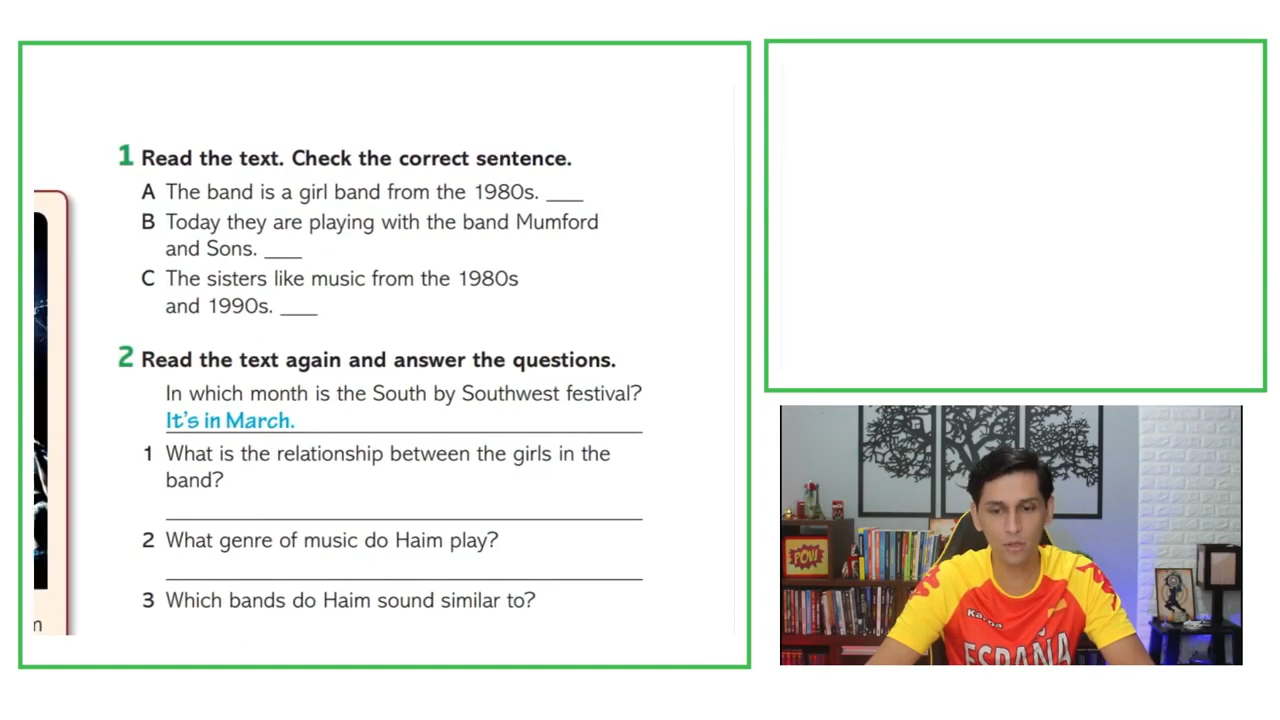 1 Read the text. Check the correct sentence.
A The band is a girl band from the 1980s. ____
B Today they are playing with the band Mumford
and Sons. ____
C The sisters like music from the 1980s
and 1990s. ____
2 Read the text again and answer the questions.
In which month is the South by Southwest festival?
It's in March.
1 What is the relationship between the girls in the
band?
2 What genre of music do Haim play?
3 Which bands do Haim sound similar to?
n
POW
ESPAÑA